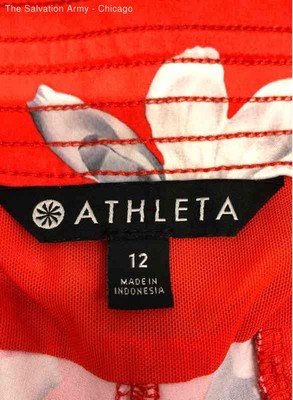 The Salvation Army - Chicago
ATHLETA
12
MADE IN
INDONESIA